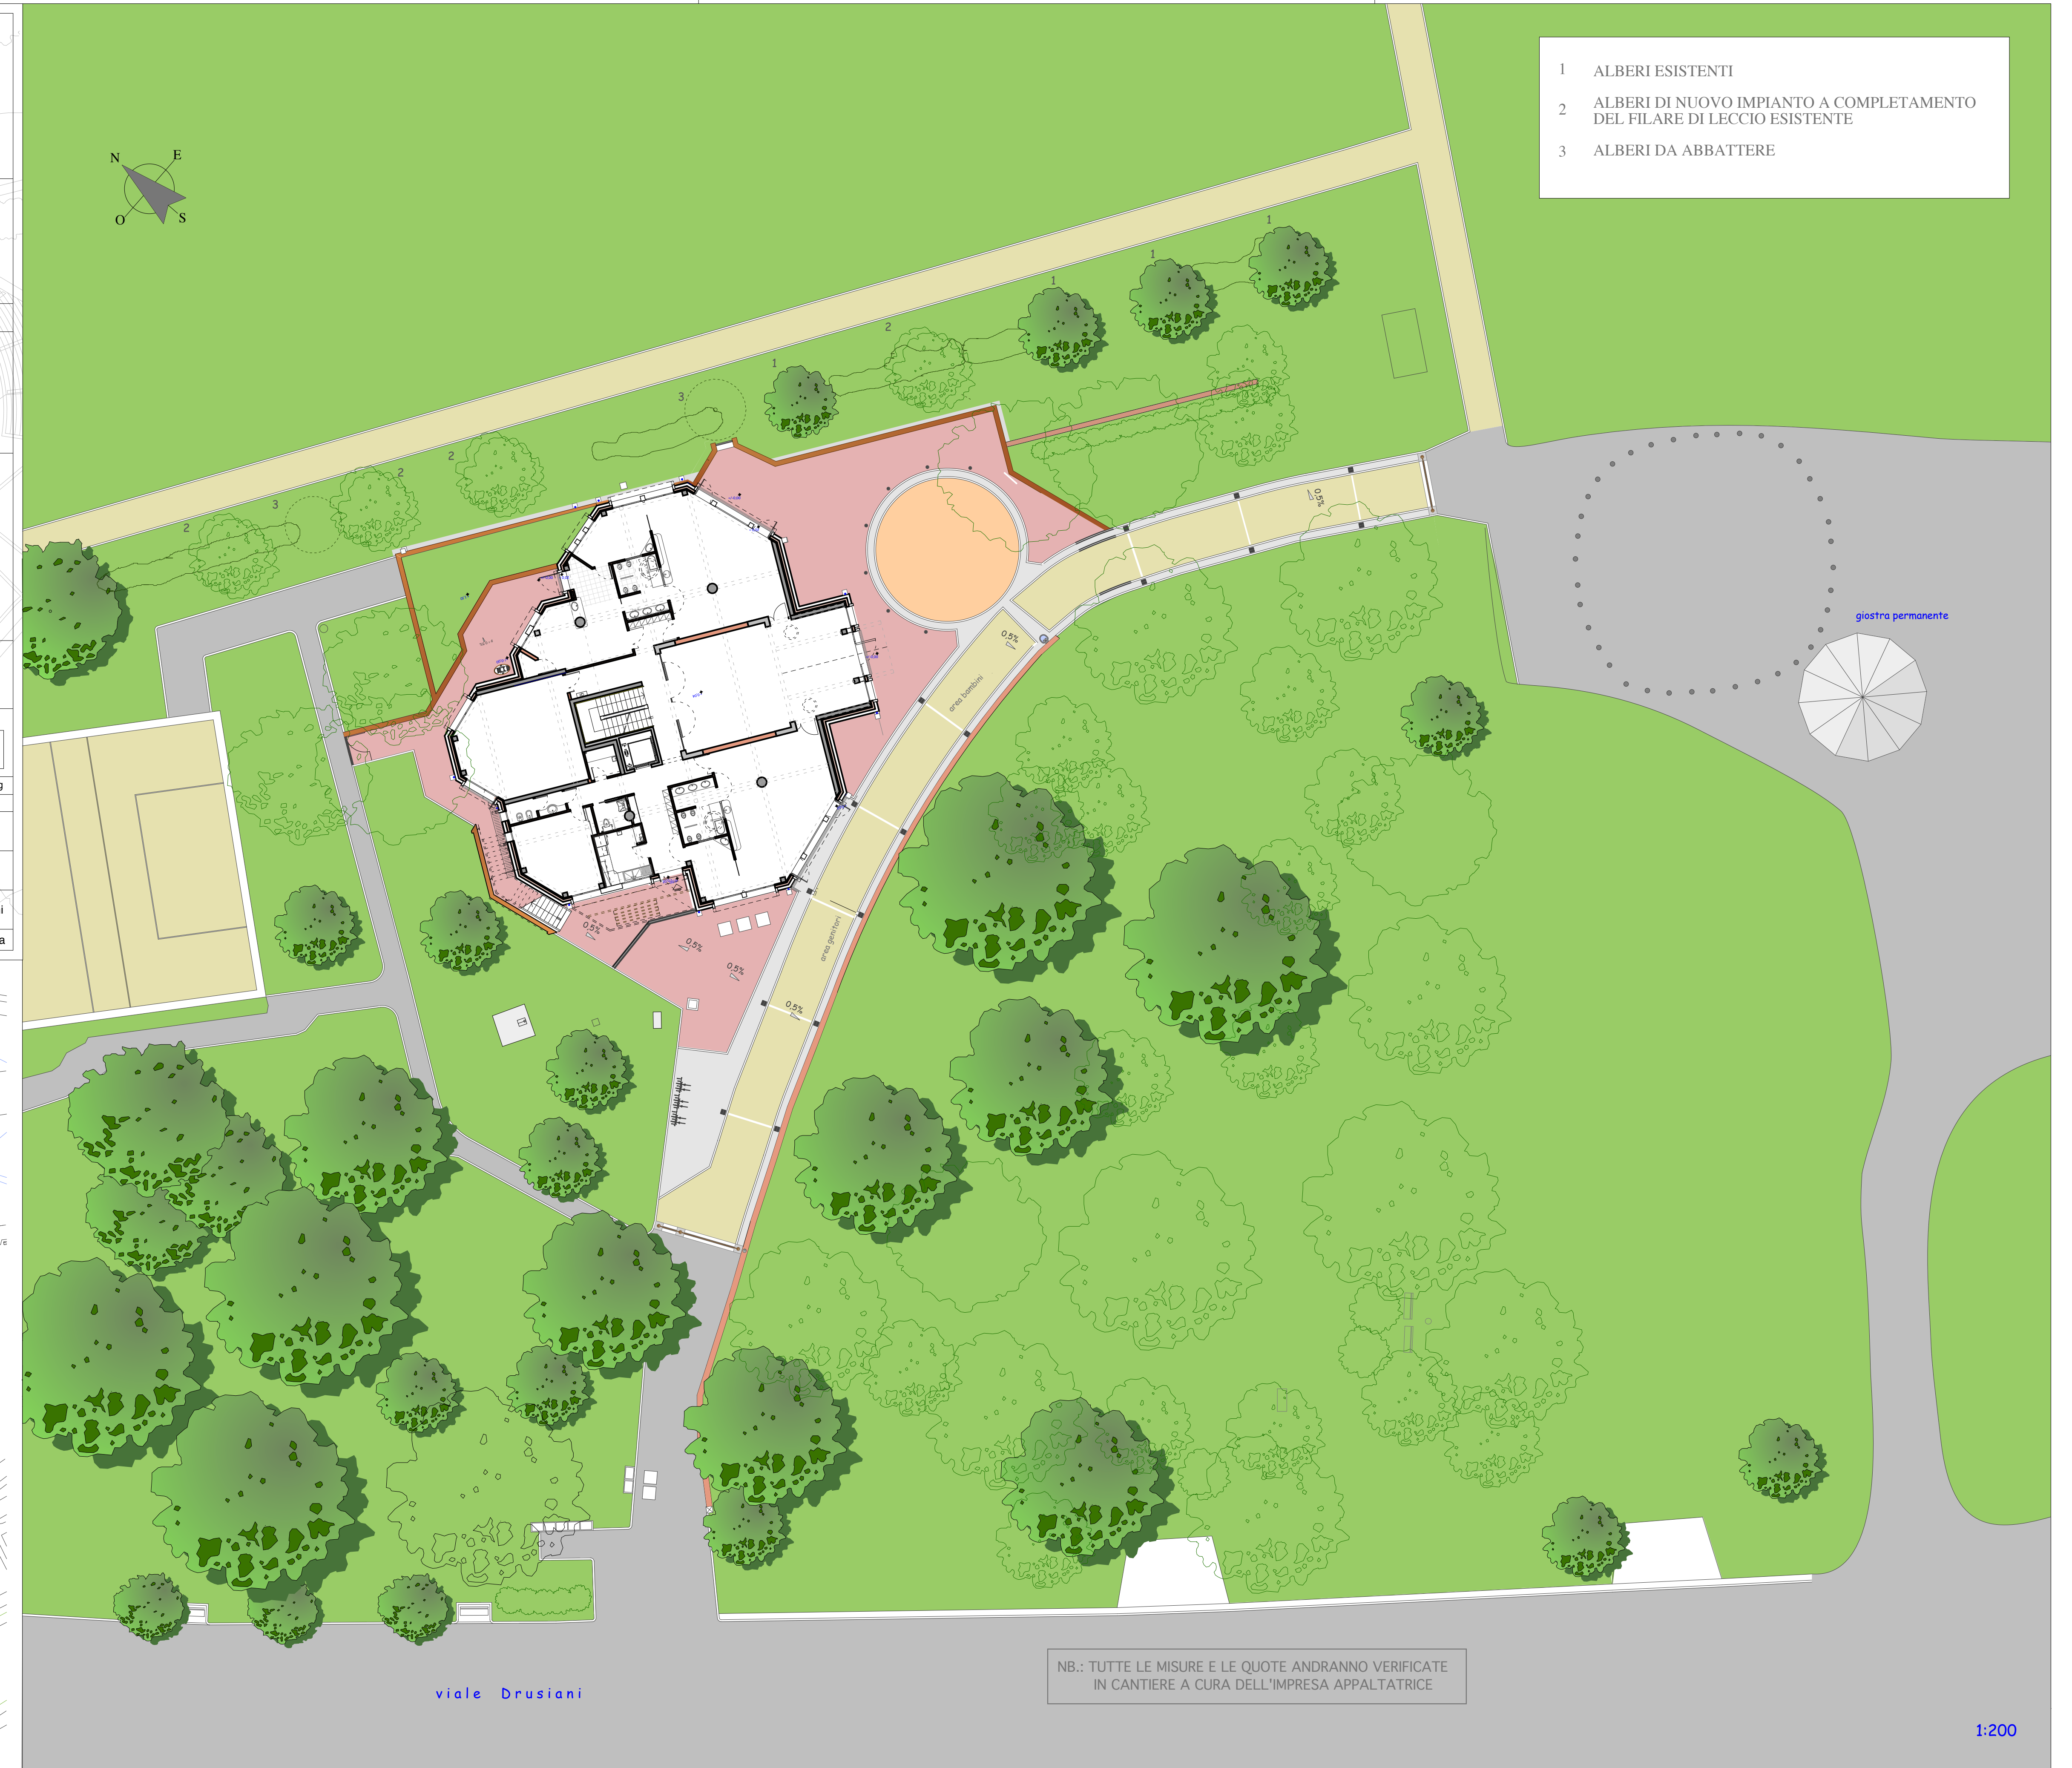 1 ALBERI ESISTENTI
2 ALBERI DI NUOVO IMPIANTO A COMPLETAMENTO
DEL FILARE DI LECCIO ESISTENTE
3 ALBERI DA ABBATTERE
N
E
O
S
1
1
1
2
1
3
2
2
3
2
0.5%
giostra permanente
0.5%
area bambini
area genitori
0.5%
0.5%
0.5%
0.5%
g
i
a
NB.: TUTTE LE MISURE E LE QUOTE ANDRANNO VERIFICATE
IN CANTIERE A CURA DELL'IMPRESA APPALTATRICE
viale Drusiani
1:200